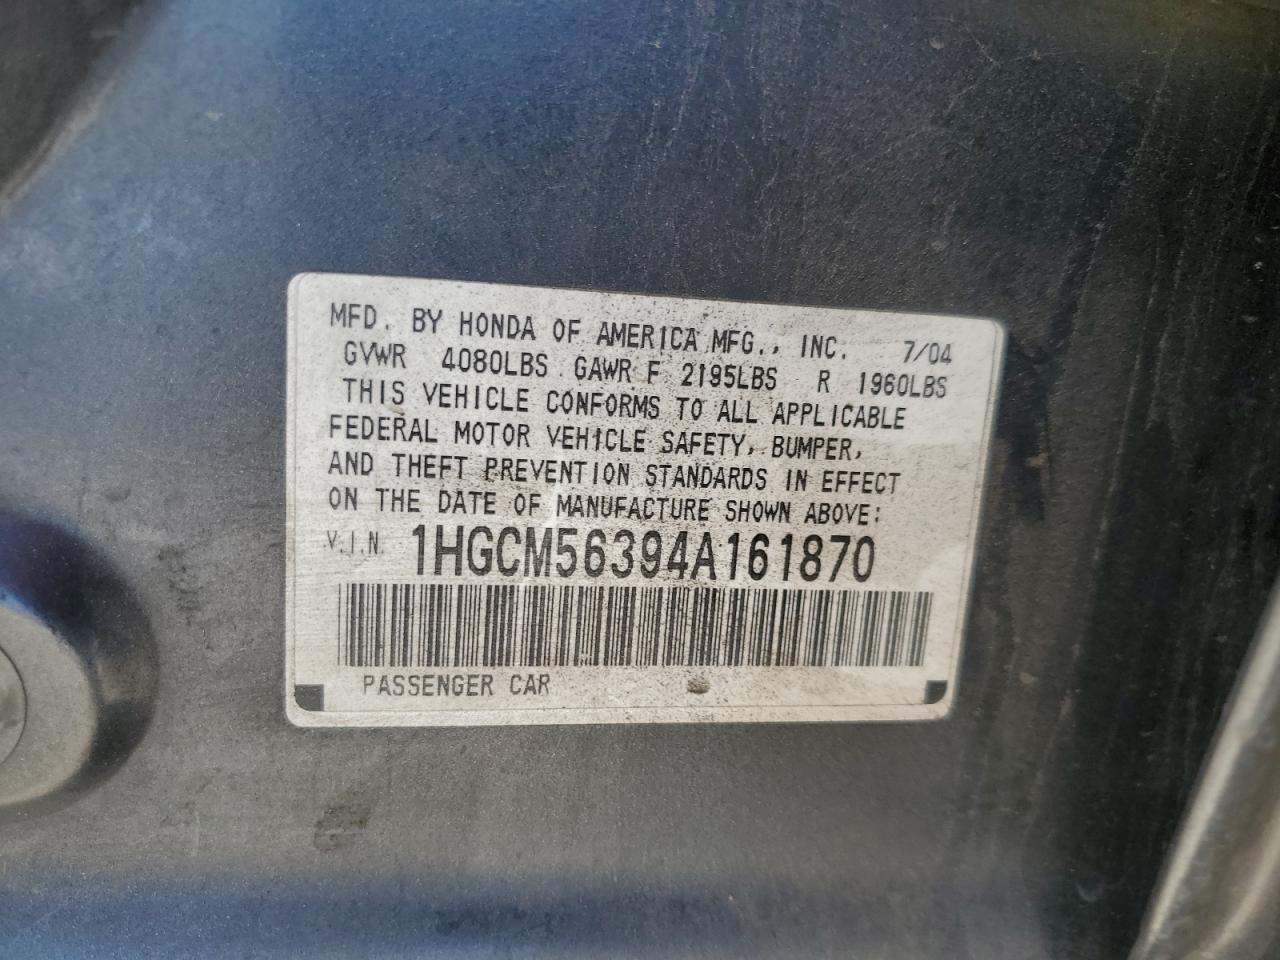 MFD. BY HONDA OF AMERICA MFG., INC. 7/04
GVWR 4080LBS GAWR F 2195LBS R 1960LBS
THIS VEHICLE CONFORMS TO ALL APPLICABLE
FEDERAL MOTOR VEHICLE SAFETY, BUMPER,
AND THEFT PREVENTION STANDARDS IN EFFECT
ON THE DATE OF MANUFACTURE SHOWN ABOVE:
V.I.N. 1HGCM56394A161870
PASSENGER CAR